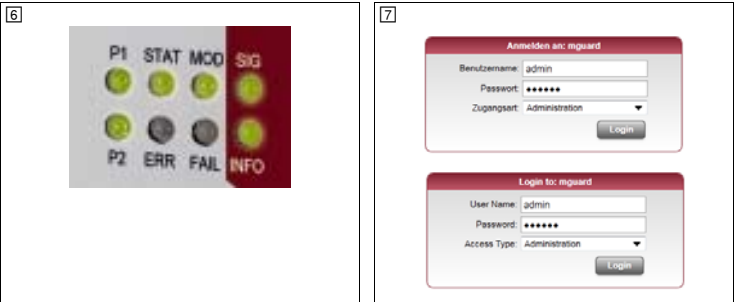 6
P1 STAT MOD SIG
P2 ERR FAIL INFO
7
Anmelden an: mguard
Benutzername: admin
Passwort: ●●●●●●
Zugangsart: Administration
Login
Login to: mguard
User Name: admin
Password: ●●●●●●
Access Type: Administration
Login